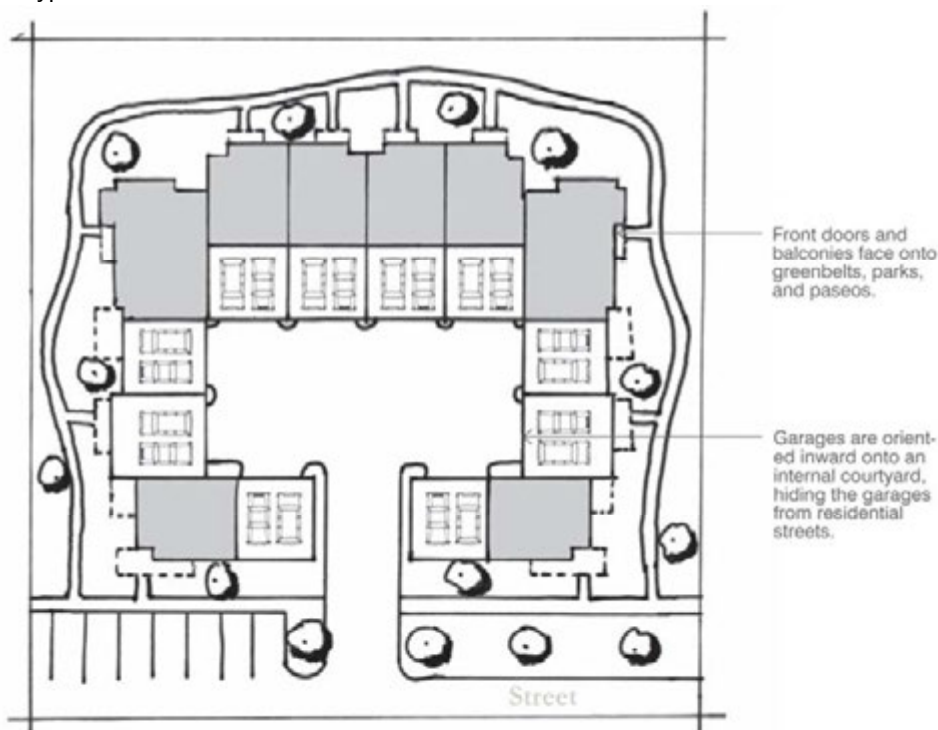 Front doors and
balconies face onto
greenbelts, parks,
and paseos.
Garages are orient-
ed inward onto an
internal courtyard,
hiding the garages
from residential
streets.
Street